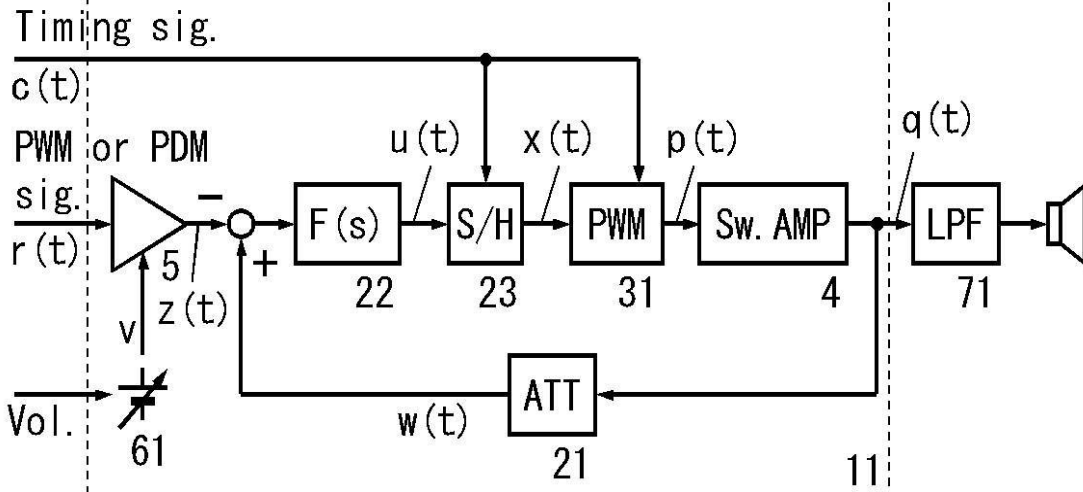 Timing sig.
c(t)
PWM or PDM
sig.
r(t)
5
z(t)
−
+
F(s)
22
u(t)
S/H
23
x(t)
PWM
31
p(t)
Sw. AMP
4
q(t)
LPF
71
v
Vol.
61
w(t)
ATT
21
11